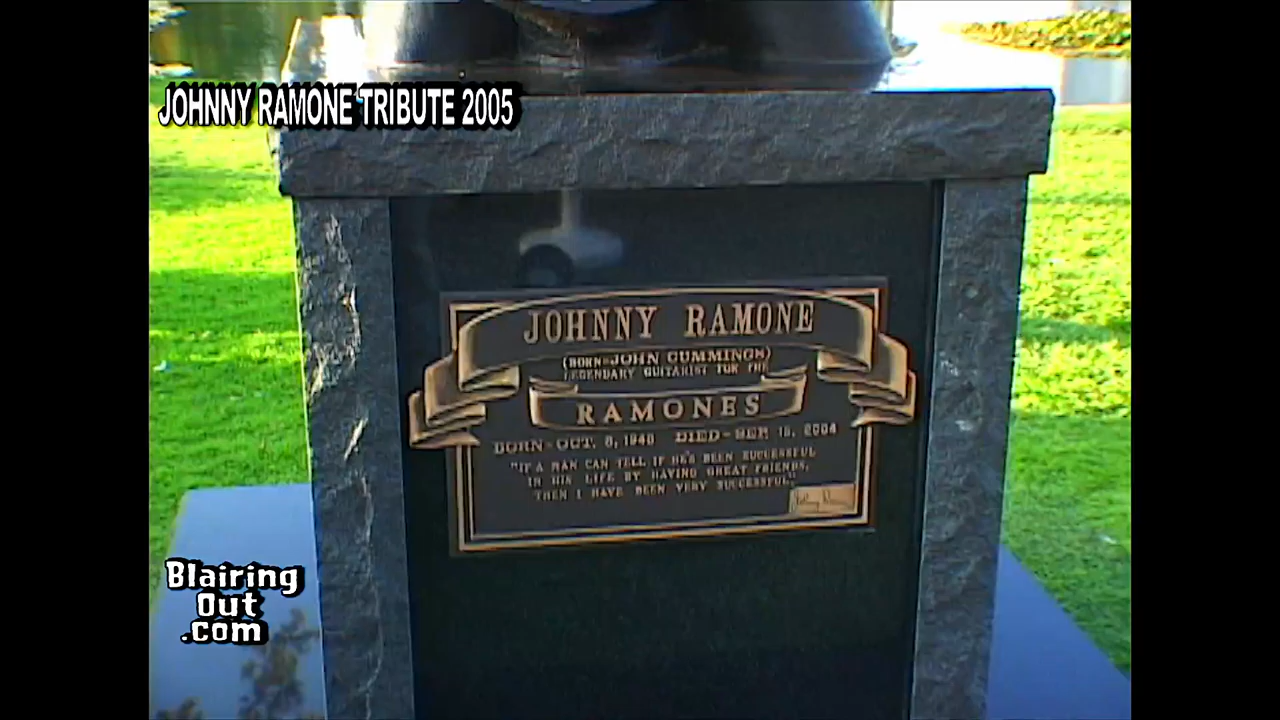 JOHNNY RAMONE TRIBUTE 2005
JOHNNY RAMONE
(BORN-JOHN CUMMINGS)
LEGENDARY GUITARIST FOR THE
RAMONES
BORN-OCT. 8, 1948 DIED-SEP. 15, 2004
"IF A MAN CAN TELL IF HE'S BEEN SUCCESSFUL
IN HIS LIFE BY HAVING GREAT FRIENDS,
THEN I HAVE BEEN VERY SUCCESSFUL."
Johnny Ramone
Blairing
Out
.com